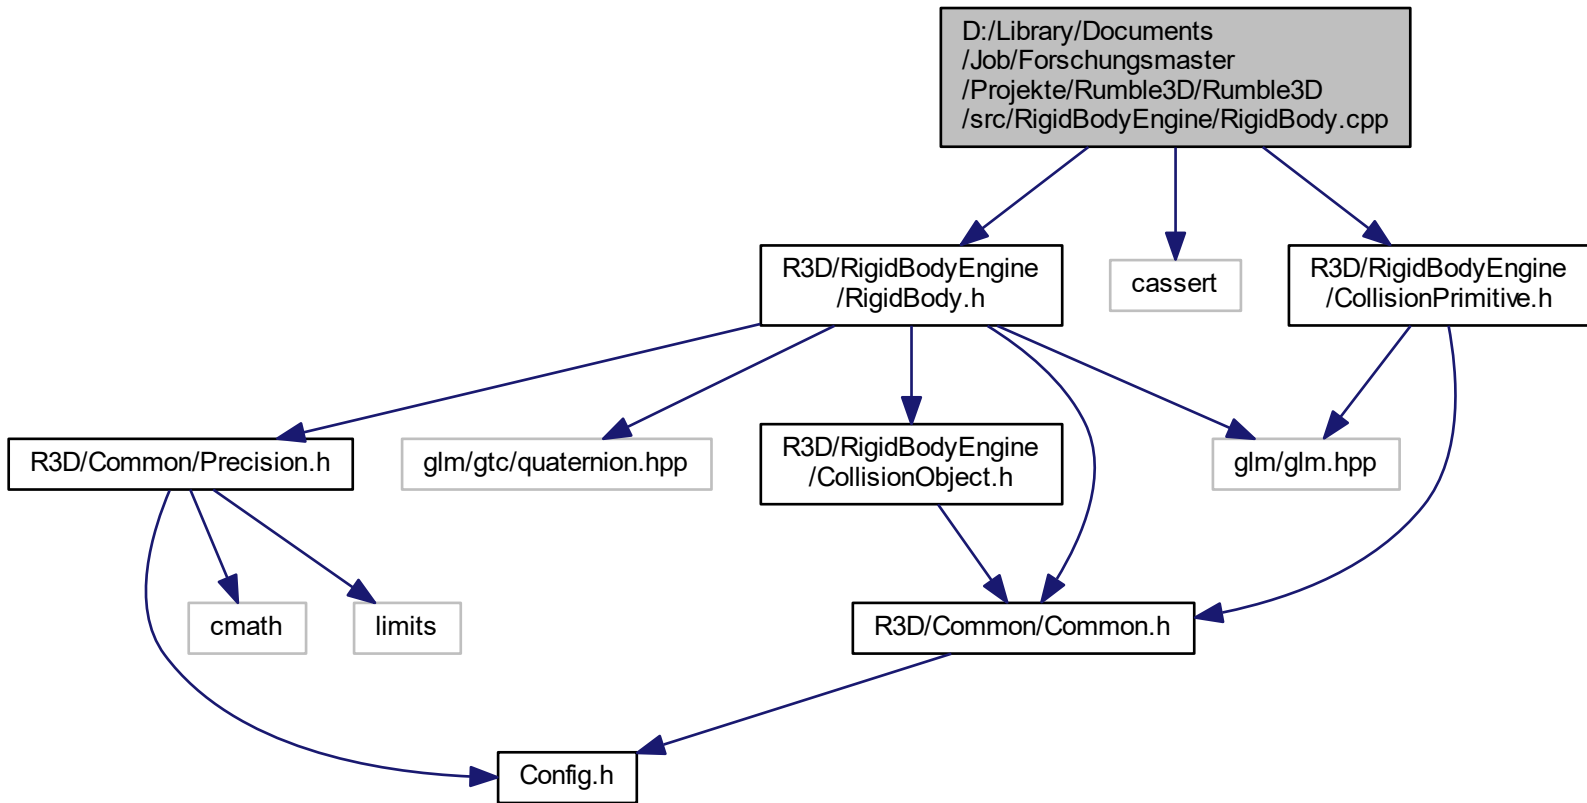 D:/Library/Documents
/Job/Forschungsmaster
/Projekte/Rumble3D/Rumble3D
/src/RigidBodyEngine/RigidBody.cpp
R3D/RigidBodyEngine
/RigidBody.h
cassert
R3D/RigidBodyEngine
/CollisionPrimitive.h
R3D/Common/Precision.h
glm/gtc/quaternion.hpp
R3D/RigidBodyEngine
/CollisionObject.h
glm/glm.hpp
cmath
limits
R3D/Common/Common.h
Config.h